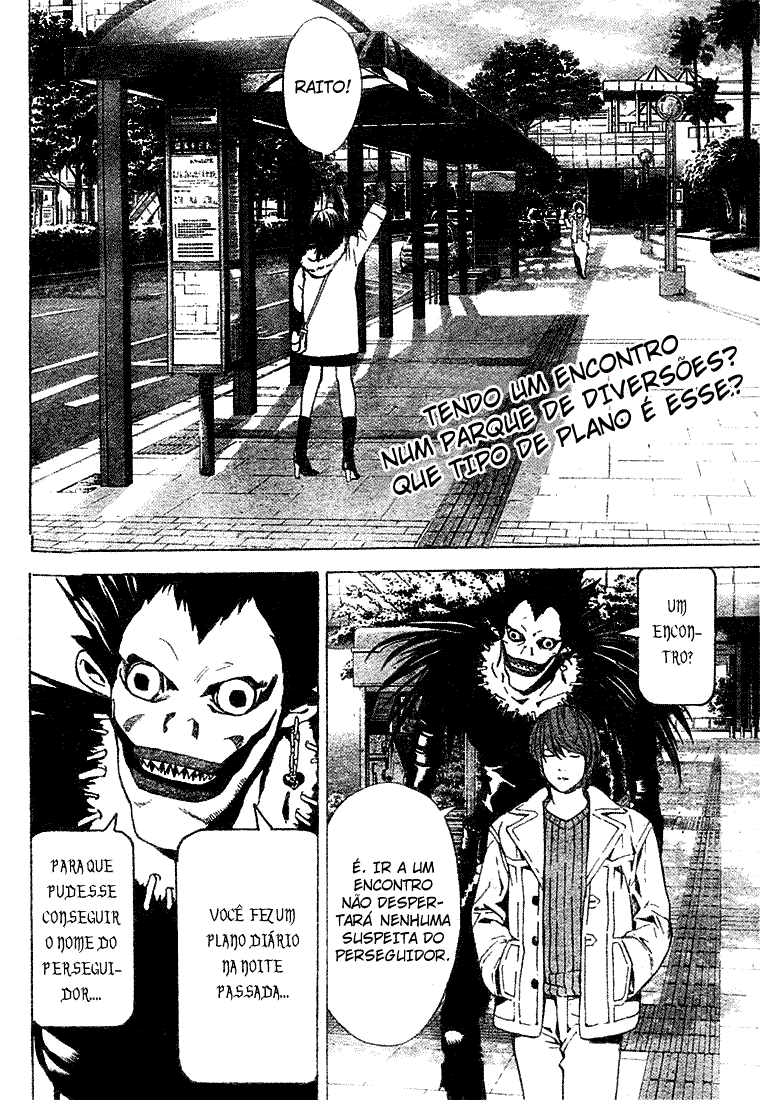 RAITO!
TENDO UM ENCONTRO
NUM PARQUE DE DIVERSÕES?
QUE TIPO DE PLANO É ESSE?
UM
ENCON-
TRO?
É. IR A UM
ENCONTRO
NÃO DESPER-
TARÁ NENHUMA
SUSPEITA DO
PERSEGUIDOR.
VOCÊ FEZ UM
PLANO DIÁRIO
NA NOITE
PASSADA...
PARA QUE
PUDESSE
CONSEGUIR
O NOME DO
PERSEGUI-
DOR....